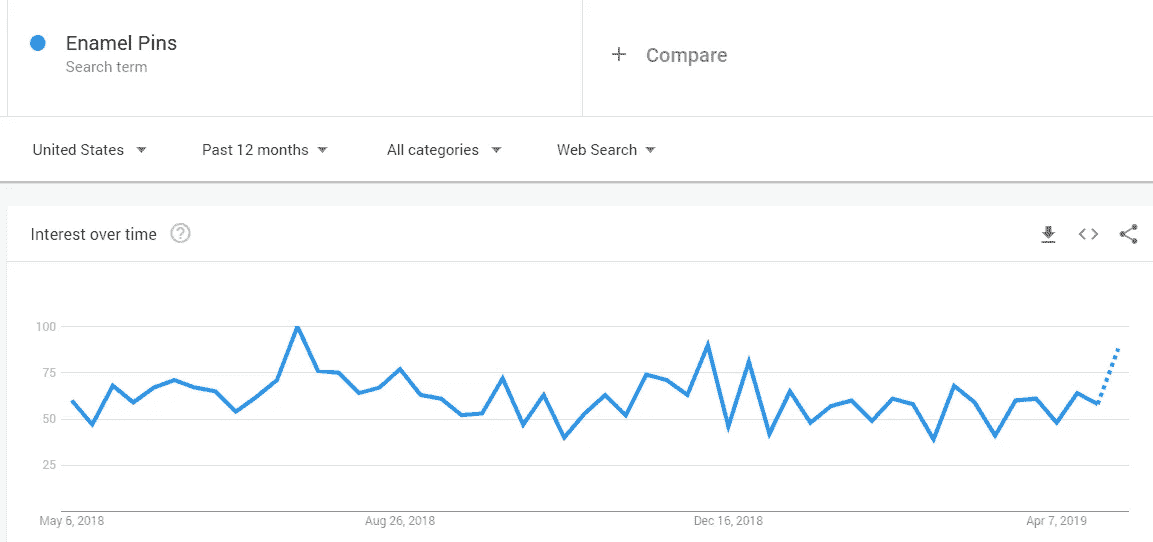 Enamel Pins
Search term
+ Compare
United States
Past 12 months
All categories
Web Search
Interest over time ?
100
75
50
25
May 6, 2018
Aug 26, 2018
Dec 16, 2018
Apr 7, 2019